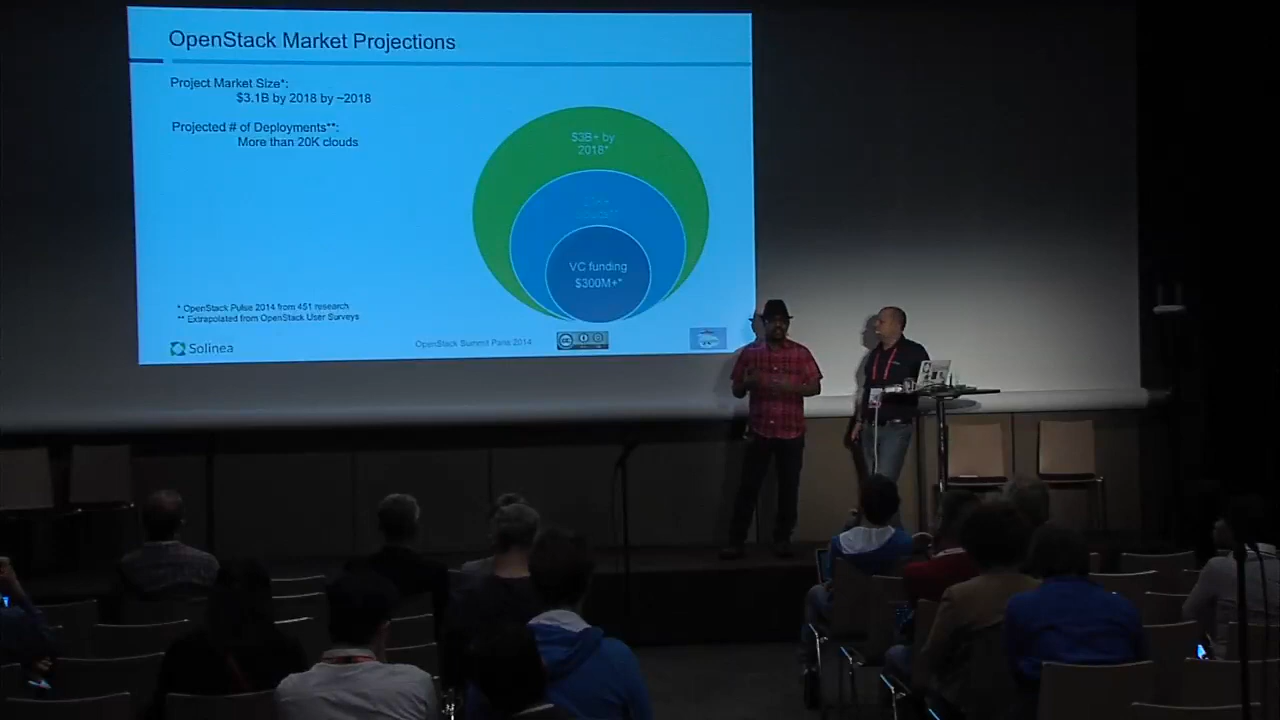 OpenStack Market Projections
Project Market Size*:
$3.1B by 2018 by ~2018
Projected # of Deployments**:
More than 20K clouds
$3B+ by
2018*
VC funding
$300M+*
* OpenStack Pulse 2014 from 451 research
** Extrapolated from OpenStack User Surveys
Solinea
OpenStack Summit Paris 2014